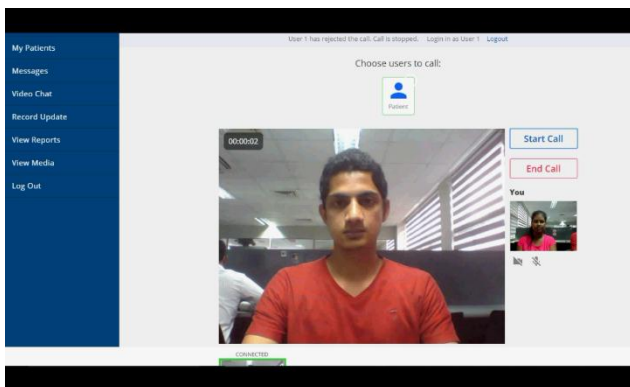 User 1 has rejected the call. Call is stopped. Login in as User 1 Logout
My Patients
Messages
Video Chat
Record Update
View Reports
View Media
Log Out
Choose users to call:
Patient
00:00:02
Start Call
End Call
You
CONNECTED